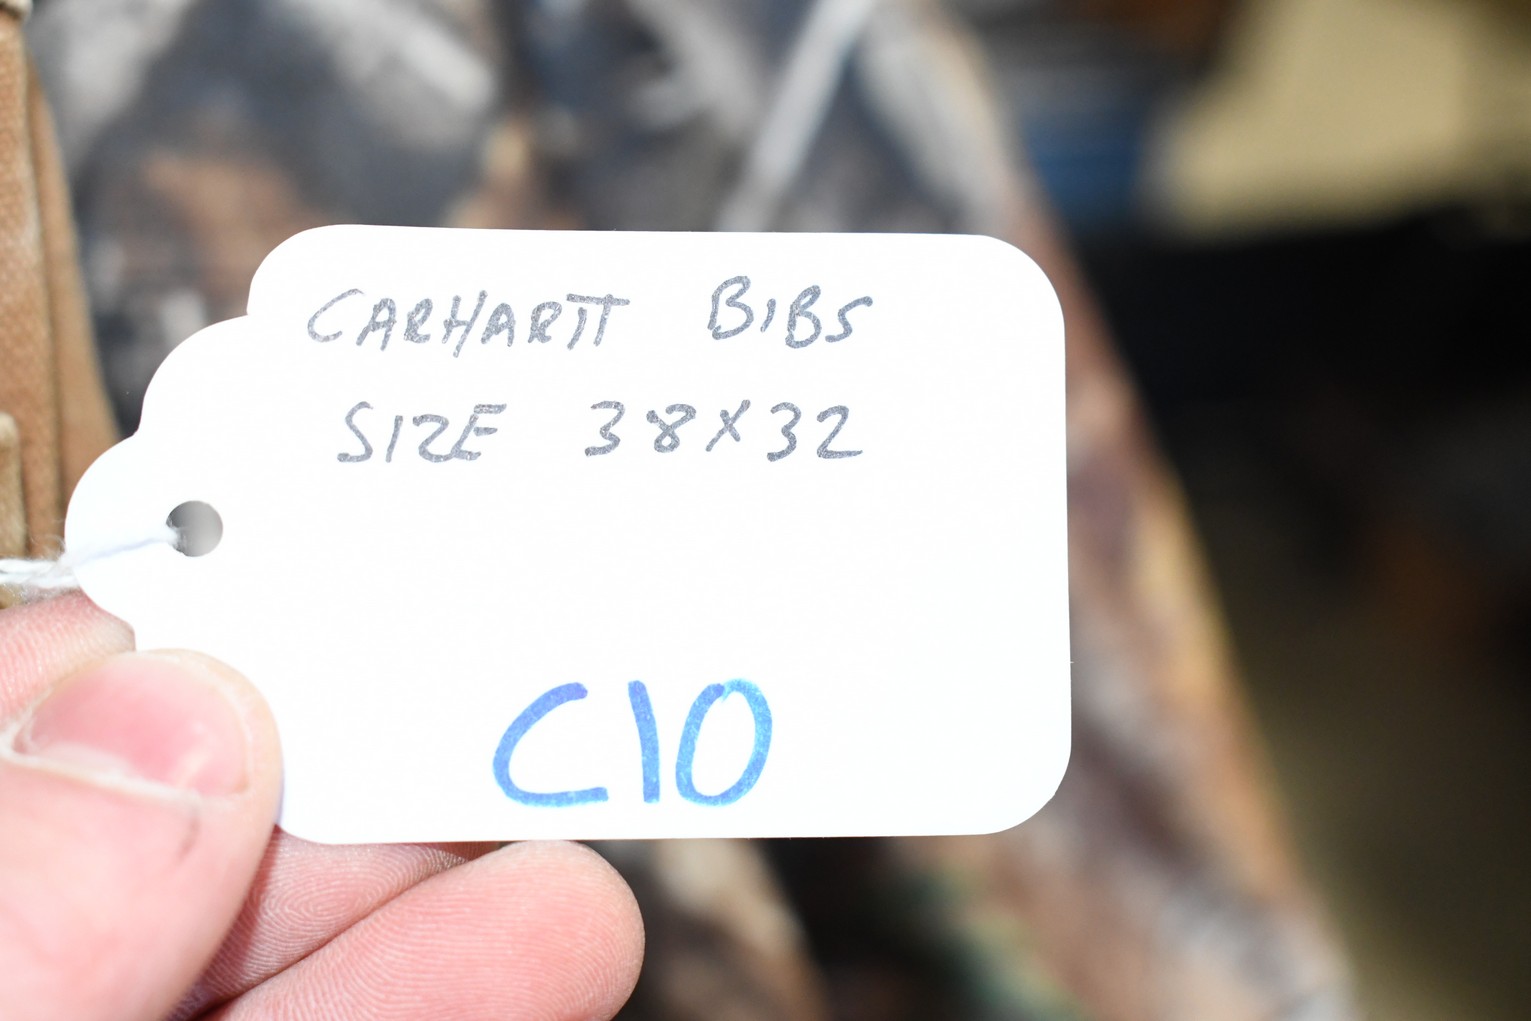 CARHARTT BIBS
SIZE 38X32
C10